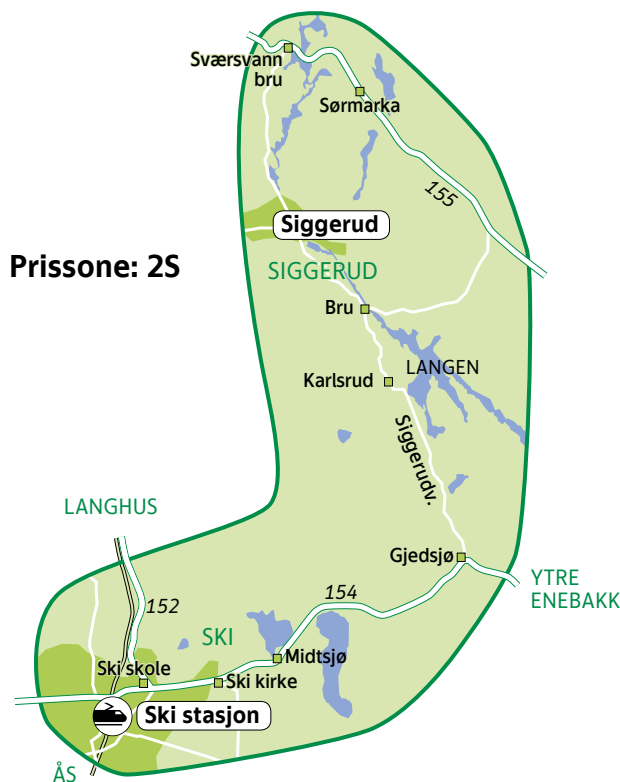 Sværsvann
bru
Sørmarka
155
Siggerud
Prissone: 2S
SIGGERUD
Bru
LANGEN
Karlsrud
Siggerudv.
LANGHUS
Gjedsjø
YTRE
ENEBAKK
154
152
SKI
Midtsjø
Ski skole
Ski kirke
Ski stasjon
ÅS